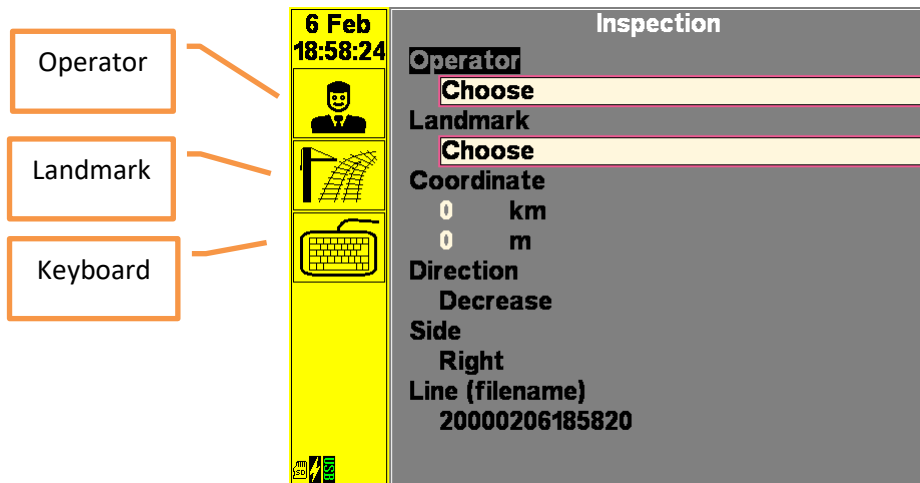 Operator
Landmark
Keyboard
6 Feb
18:58:24
SD
USB
Inspection
Operator
Choose
Landmark
Choose
Coordinate
0 km
0 m
Direction
Decrease
Side
Right
Line (filename)
20000206185820